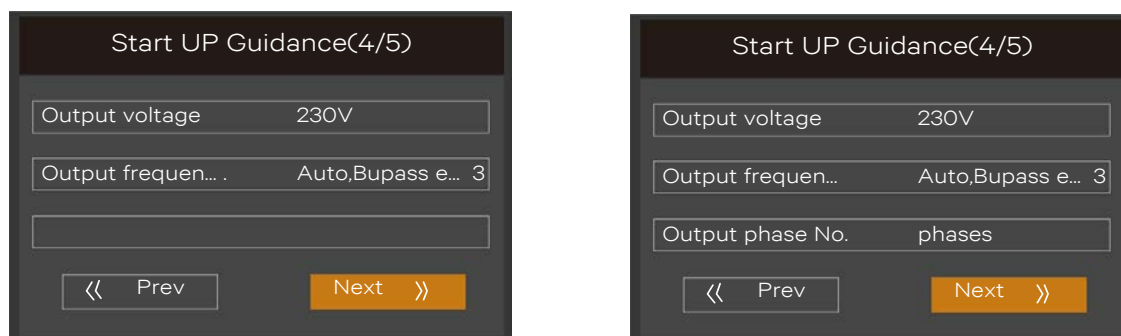 Start UP Guidance(4/5)
Output voltage 230V
Output frequen... . Auto,Bupass e... 3
《 Prev Next 》
Start UP Guidance(4/5)
Output voltage 230V
Output frequen... Auto,Bupass e... 3
Output phase No. phases
《 Prev Next 》